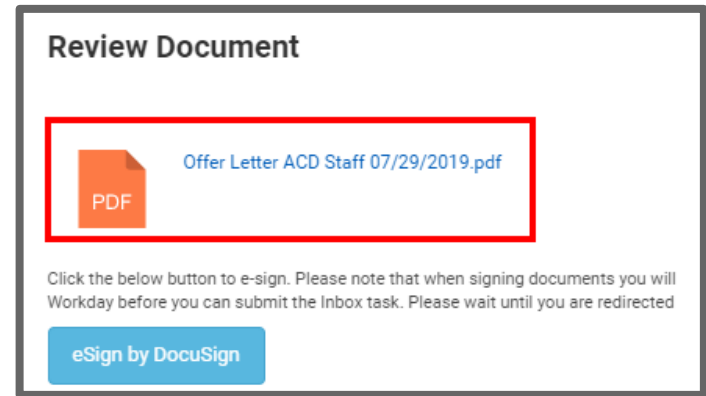 Review Document
PDF
Offer Letter ACD Staff 07/29/2019.pdf
Click the below button to e-sign. Please note that when signing documents you will
Workday before you can submit the Inbox task. Please wait until you are redirected
eSign by DocuSign